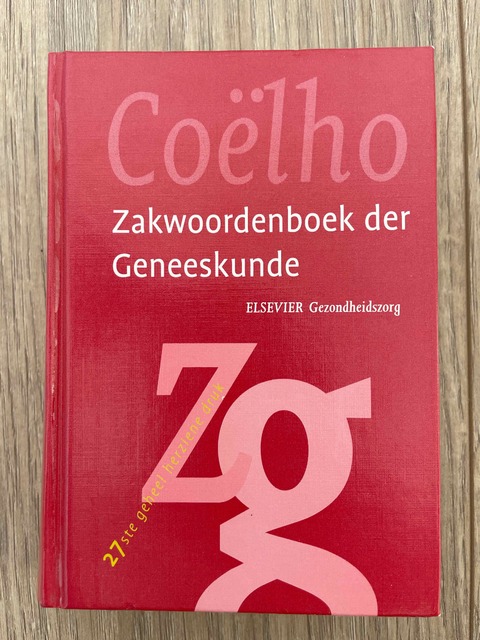 Coëlho
Zakwoordenboek der
Geneeskunde
ELSEVIER Gezondheidszorg
Zg
27ste geheel herziene druk